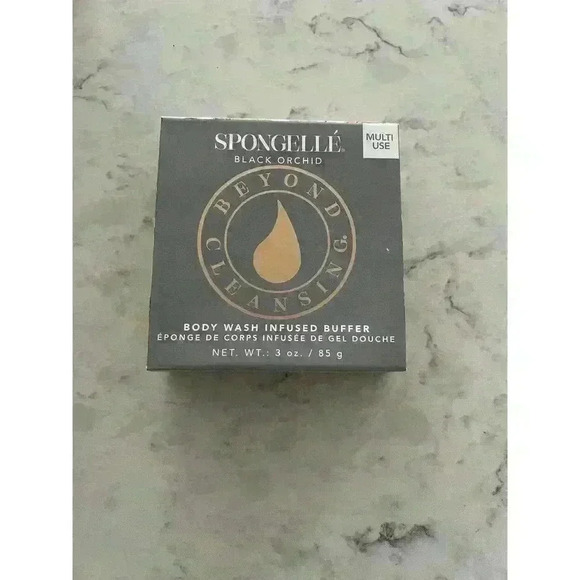 SPONGELLÉ®
BLACK ORCHID
MULTI
USE
BEYOND
CLEANSING®
BODY WASH INFUSED BUFFER
ÉPONGE DE CORPS INFUSÉE DE GEL DOUCHE
NET. WT.: 3 oz. / 85 g